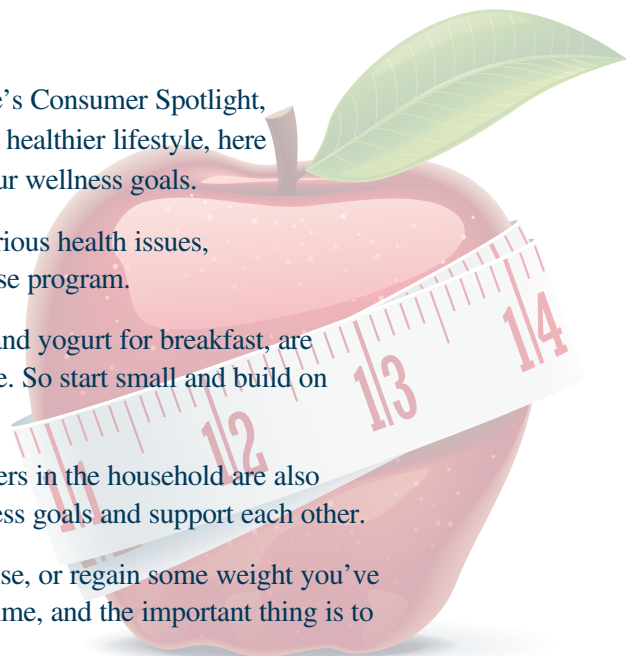 e's Consumer Spotlight,
healthier lifestyle, here
ur wellness goals.
rious health issues,
se program.
and yogurt for breakfast, are
e. So start small and build on
ers in the household are also
ess goals and support each other.
se, or regain some weight you've
ime, and the important thing is to
11 12 13 14